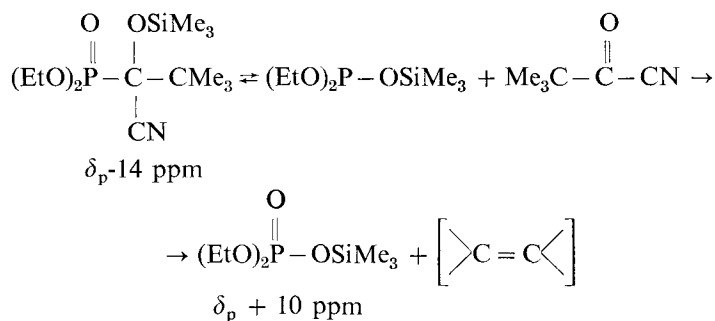 O OSiMe₃ O
(EtO)₂P – C – CMe₃ ⇌ (EtO)₂P – OSiMe₃ + Me₃C – C – CN →
CN
δₚ-14 ppm
O
→ (EtO)₂P – OSiMe₃ + [>C = C<]
δₚ + 10 ppm